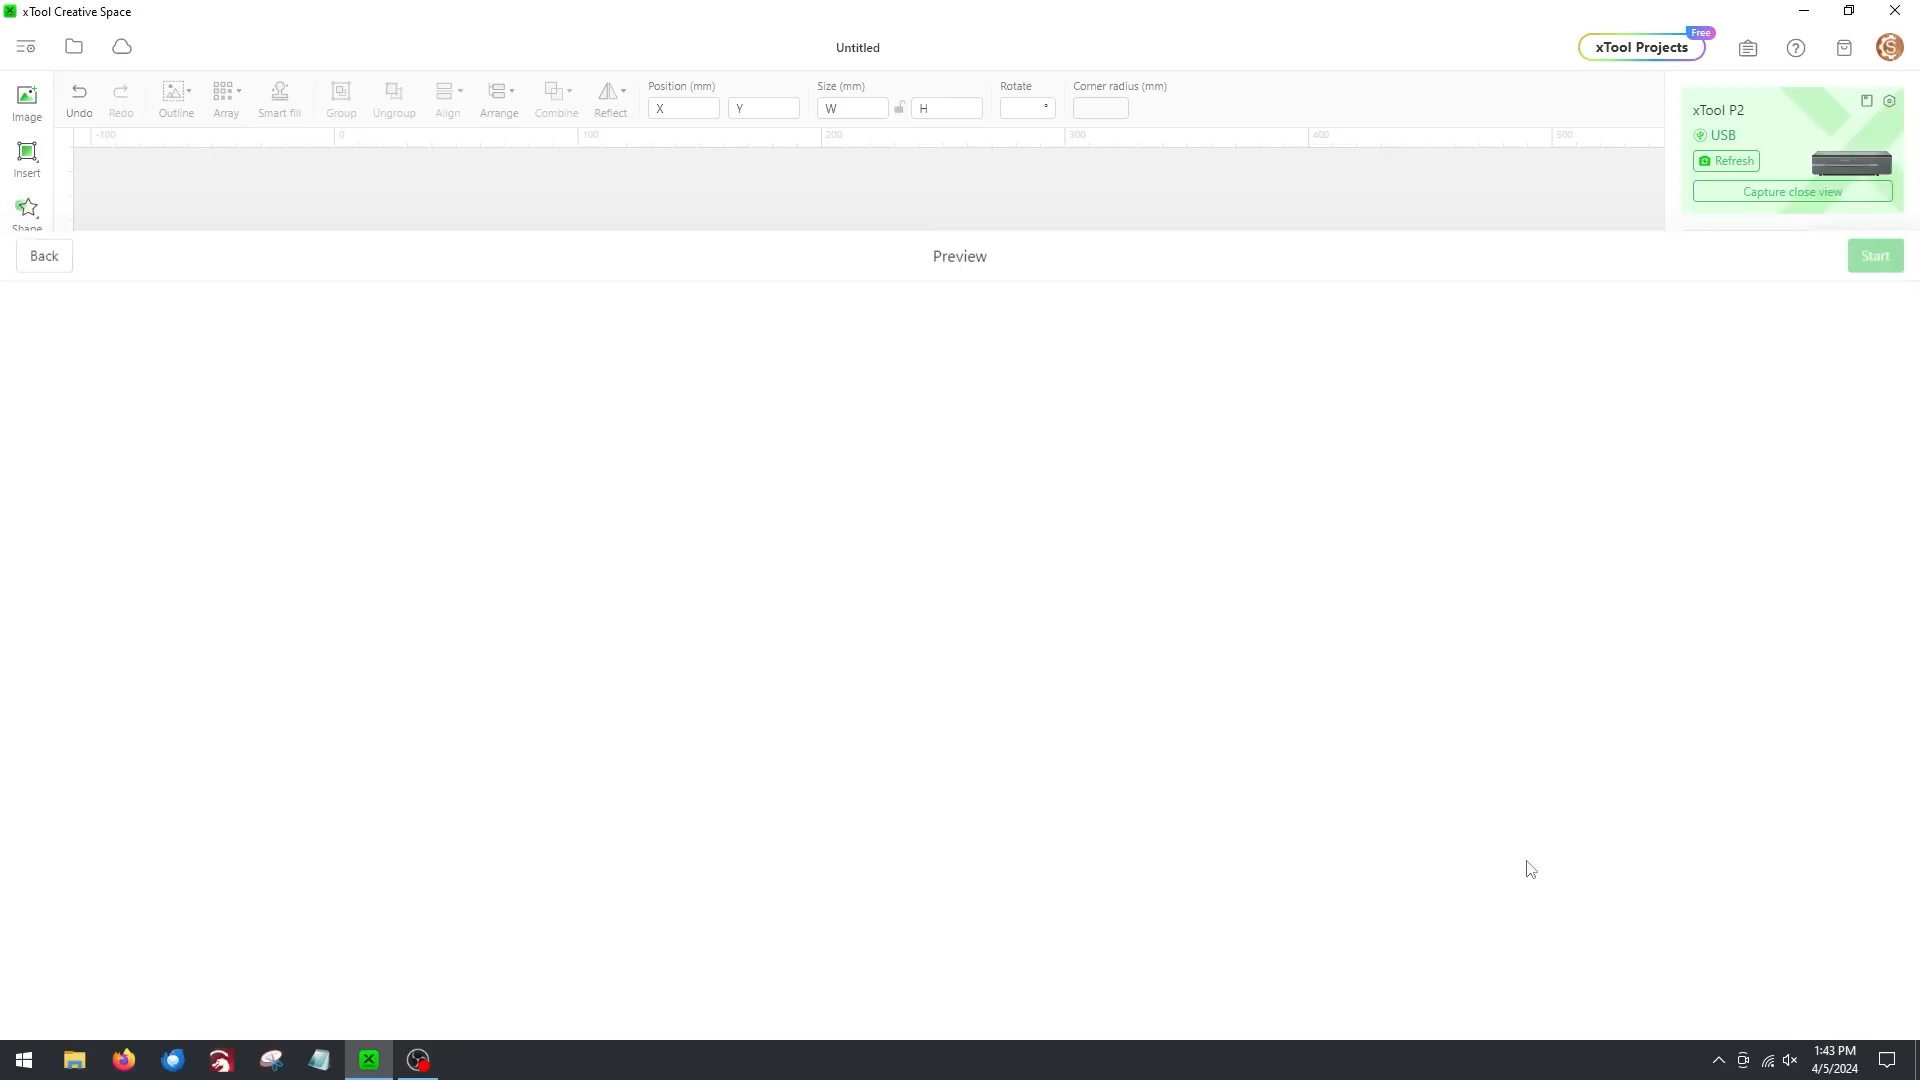 xTool Creative Space
Untitled
xTool Projects
Free
Undo
Redo
Outline
Array
Smart fill
Group
Ungroup
Align
Arrange
Combine
Reflect
Position (mm)
X
Y
Size (mm)
W
H
Rotate
°
Corner radius (mm)
Image
Insert
Shape
-100
0
100
200
300
400
500
xTool P2
USB
Refresh
Capture close view
Back
Preview
Start
1:43 PM
4/5/2024